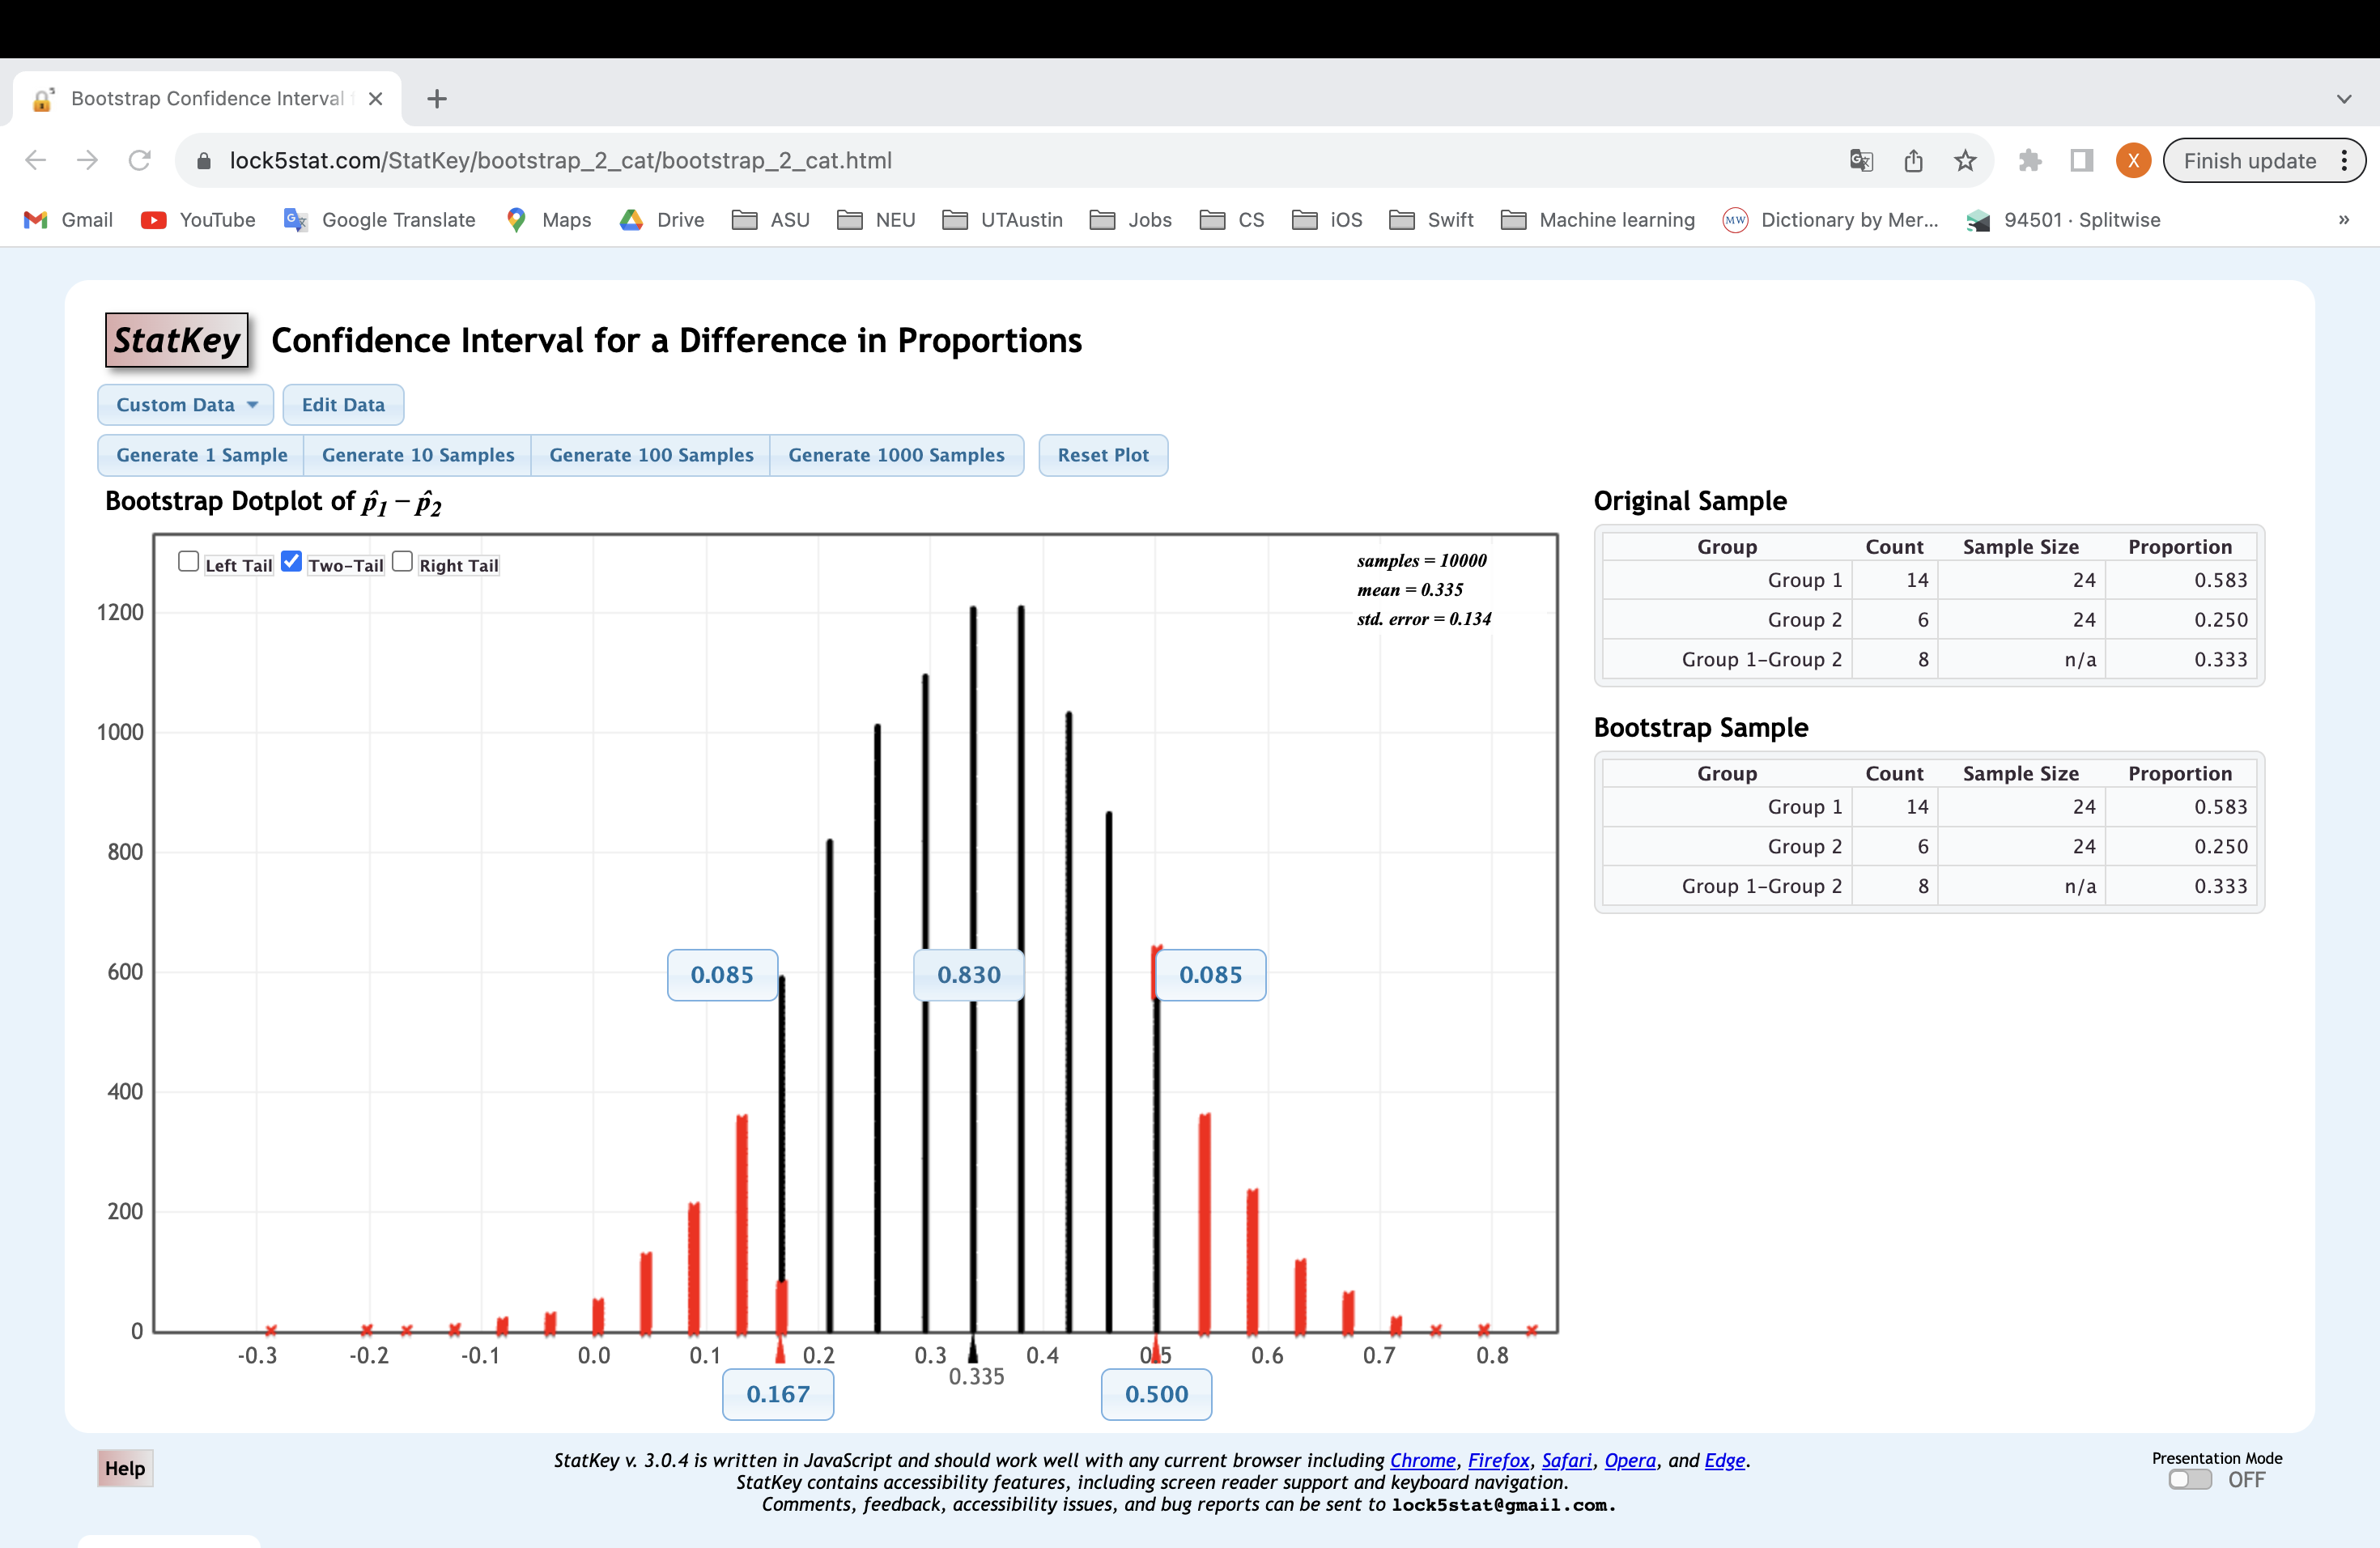 Bootstrap Confidence Interval
lock5stat.com/StatKey/bootstrap_2_cat/bootstrap_2_cat.html
X
Finish update
Gmail YouTube Google Translate Maps Drive ASU NEU UTAustin Jobs CS iOS Swift Machine learning MW Dictionary by Mer... 94501 · Splitwise »
StatKey Confidence Interval for a Difference in Proportions
Custom Data Edit Data
Generate 1 Sample Generate 10 Samples Generate 100 Samples Generate 1000 Samples Reset Plot
Bootstrap Dotplot of p̂₁ − p̂₂
Left Tail Two-Tail Right Tail
samples = 10000
mean = 0.335
std. error = 0.134
1200
1000
800
600
400
200
0
0.085 0.830 0.085
-0.3 -0.2 -0.1 0.0 0.1 0.2 0.3 0.4 0.5 0.6 0.7 0.8
0.335
0.167 0.500
Original Sample
Group Count Sample Size Proportion
Group 1 14 24 0.583
Group 2 6 24 0.250
Group 1-Group 2 8 n/a 0.333
Bootstrap Sample
Group Count Sample Size Proportion
Group 1 14 24 0.583
Group 2 6 24 0.250
Group 1-Group 2 8 n/a 0.333
Help
StatKey v. 3.0.4 is written in JavaScript and should work well with any current browser including Chrome, Firefox, Safari, Opera, and Edge.
StatKey contains accessibility features, including screen reader support and keyboard navigation.
Comments, feedback, accessibility issues, and bug reports can be sent to lock5stat@gmail.com.
Presentation Mode
OFF